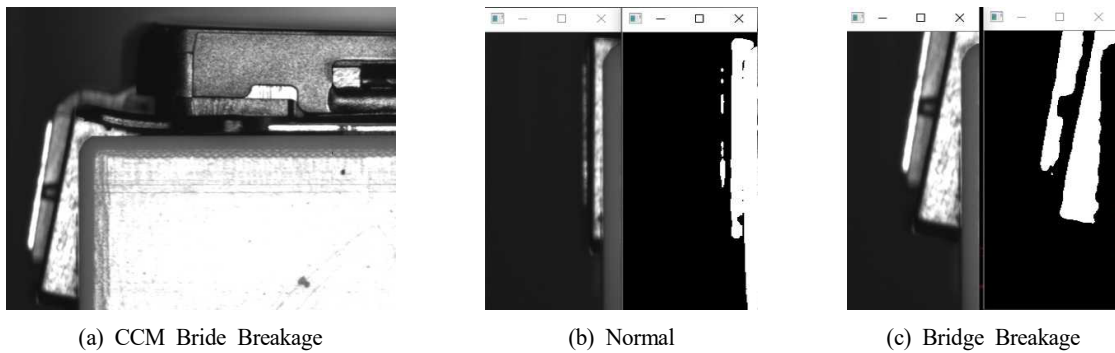 (a) CCM Bride Breakage
(b) Normal
(c) Bridge Breakage